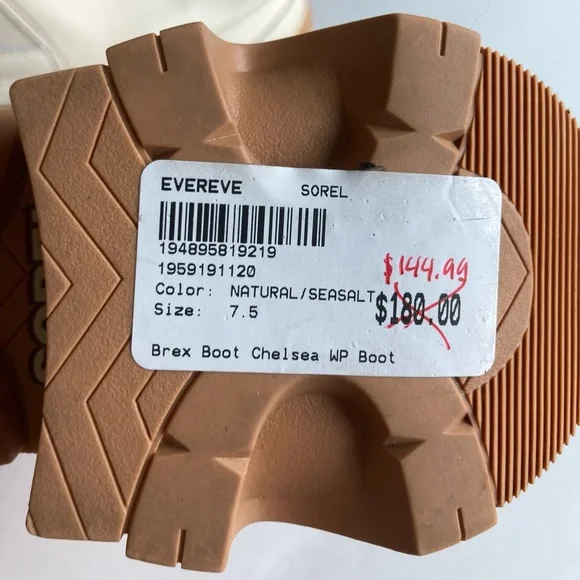 EVEREVE SOREL
194895819219
1959191120
$144.99
Color: NATURAL/SEASALT
$180.00
Size: 7.5
Brex Boot Chelsea WP Boot
SOREL